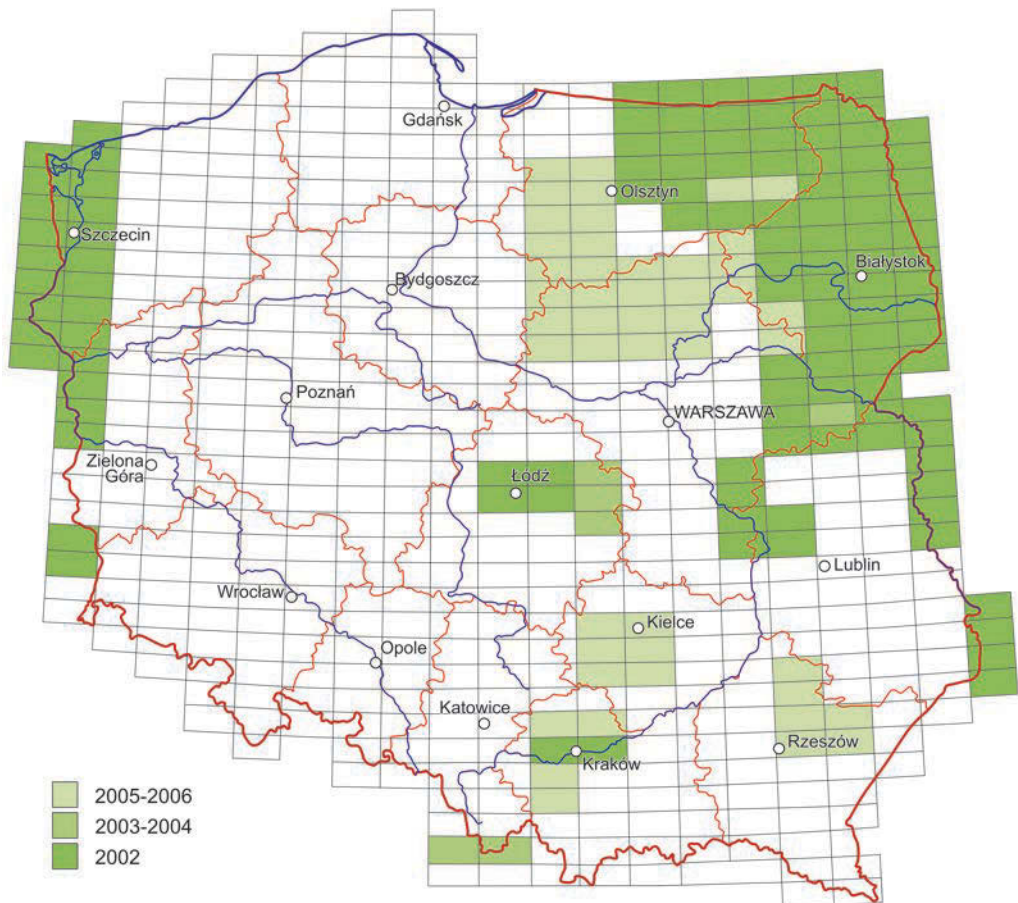 Gdańsk
Olsztyn
Szczecin
Białystok
Bydgoszcz
Poznań
WARSZAWA
Zielona
Góra
Łódź
Lublin
Wrocław
Kielce
Opole
Katowice
Rzeszów
Kraków
2005-2006
2003-2004
2002